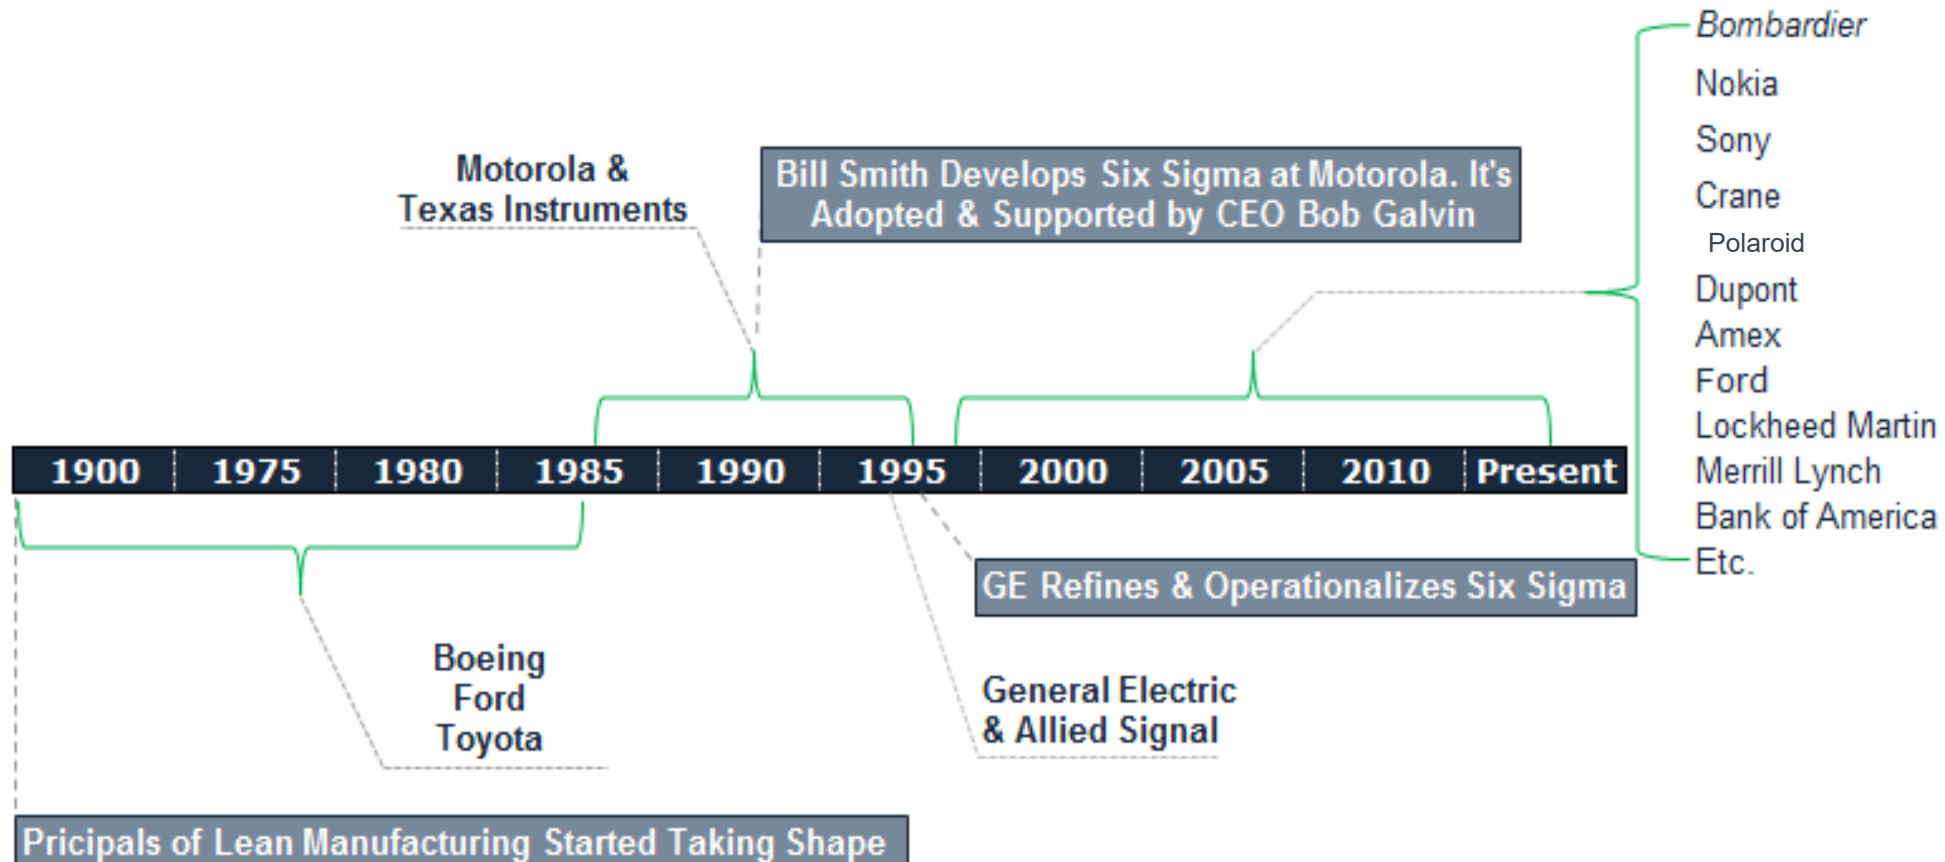 Bombardier
Nokia
Sony
Crane
Polaroid
Dupont
Amex
Ford
Lockheed Martin
Merrill Lynch
Bank of America
Etc.
Motorola &
Texas Instruments
Bill Smith Develops Six Sigma at Motorola. It's
Adopted & Supported by CEO Bob Galvin
1900 1975 1980 1985 1990 1995 2000 2005 2010 Present
GE Refines & Operationalizes Six Sigma
Boeing
Ford
Toyota
General Electric
& Allied Signal
Pricipals of Lean Manufacturing Started Taking Shape